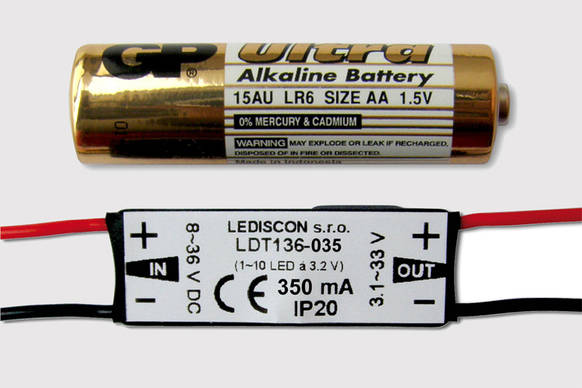 GP Ultra
®
Alkaline Battery
15AU LR6 SIZE AA 1.5V
0% MERCURY & CADMIUM
WARNING MAY EXPLODE OR LEAK IF RECHARGED,
DISPOSED OF IN FIRE OR DISSECTED.
Made in Indonesia
+ LEDISCON s.r.o. +
LDT136-035
(1~10 LED á 3.2 V)
IN
8~36 V DC
CE 350 mA
IP20
3.1~33 V
OUT
- -